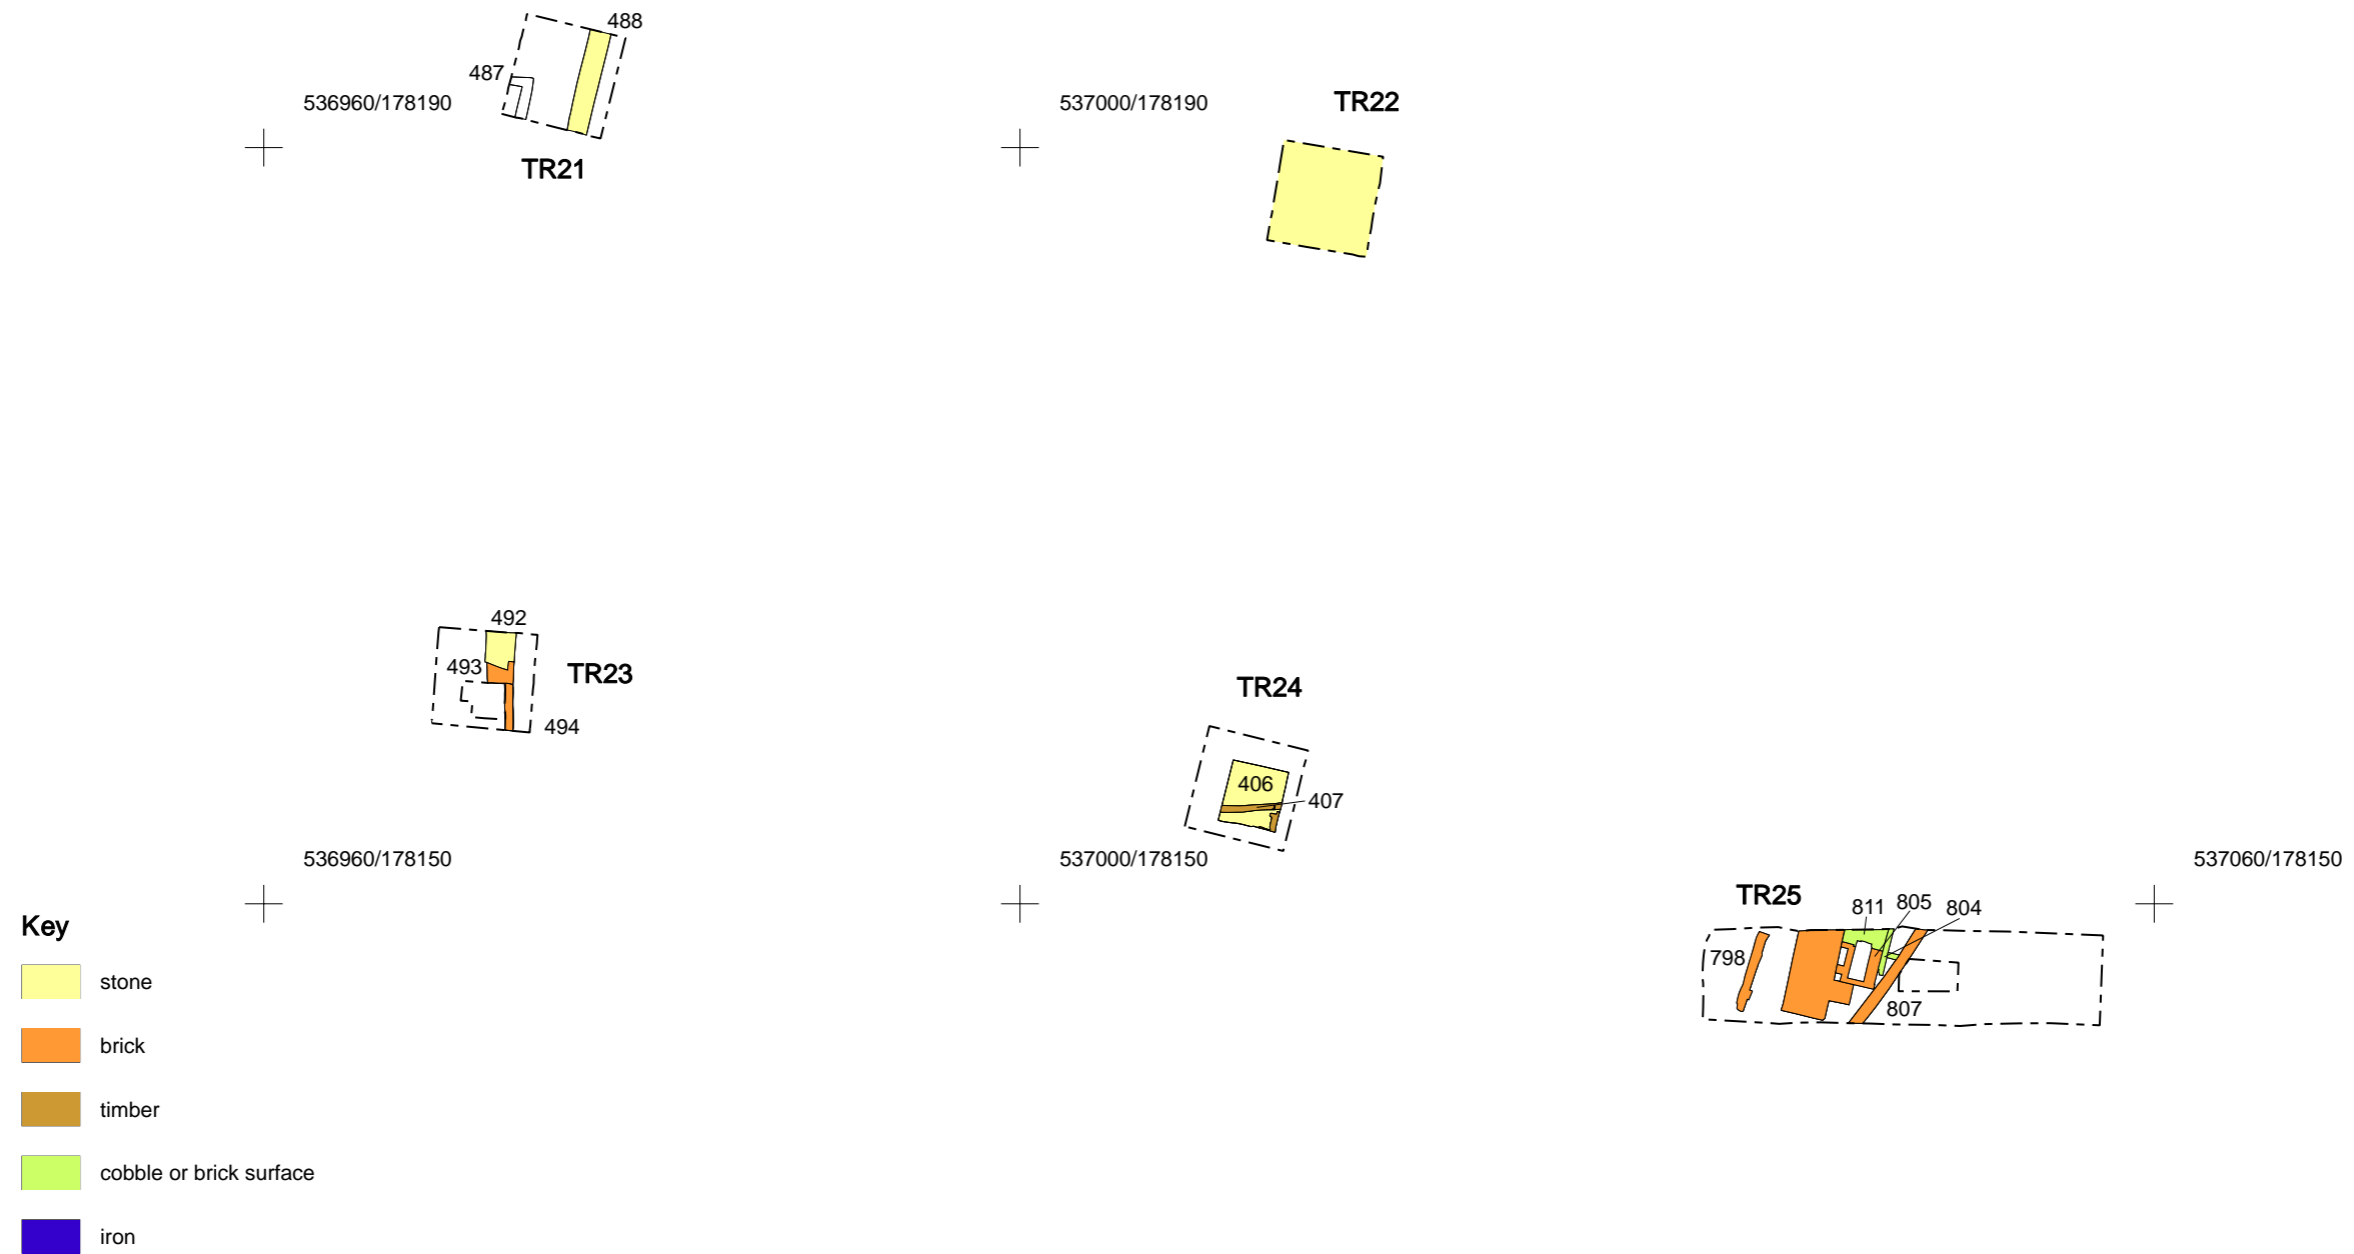 488
487
536960/178190
537000/178190
TR22
TR21
492
493
TR23
494
TR24
406
407
536960/178150
537000/178150
537060/178150
TR25
811
805
804
798
807
Key
stone
brick
timber
cobble or brick surface
iron